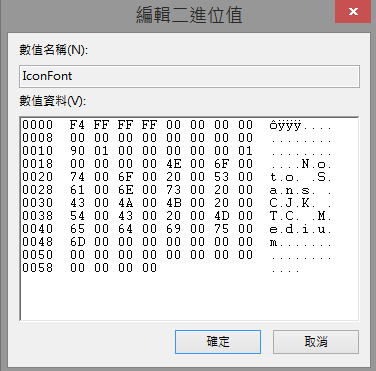 編輯二進位值
數值名稱(N):
IconFont
數值資料(V):
0000 F4 FF FF FF 00 00 00 00 ôÿÿÿ....
0008 00 00 00 00 00 00 00 00 ........
0010 90 01 00 00 00 00 00 01 ........
0018 00 00 00 00 4E 00 6F 00 ....N.o.
0020 74 00 6F 00 20 00 53 00 t.o. .S.
0028 61 00 6E 00 73 00 20 00 a.n.s. .
0030 43 00 4A 00 4B 00 20 00 C.J.K. .
0038 54 00 43 00 20 00 4D 00 T.C. .M.
0040 65 00 64 00 69 00 75 00 e.d.i.u.
0048 6D 00 00 00 00 00 00 00 m.......
0050 00 00 00 00 00 00 00 00 ........
0058 00 00 00 00 ....
確定
取消